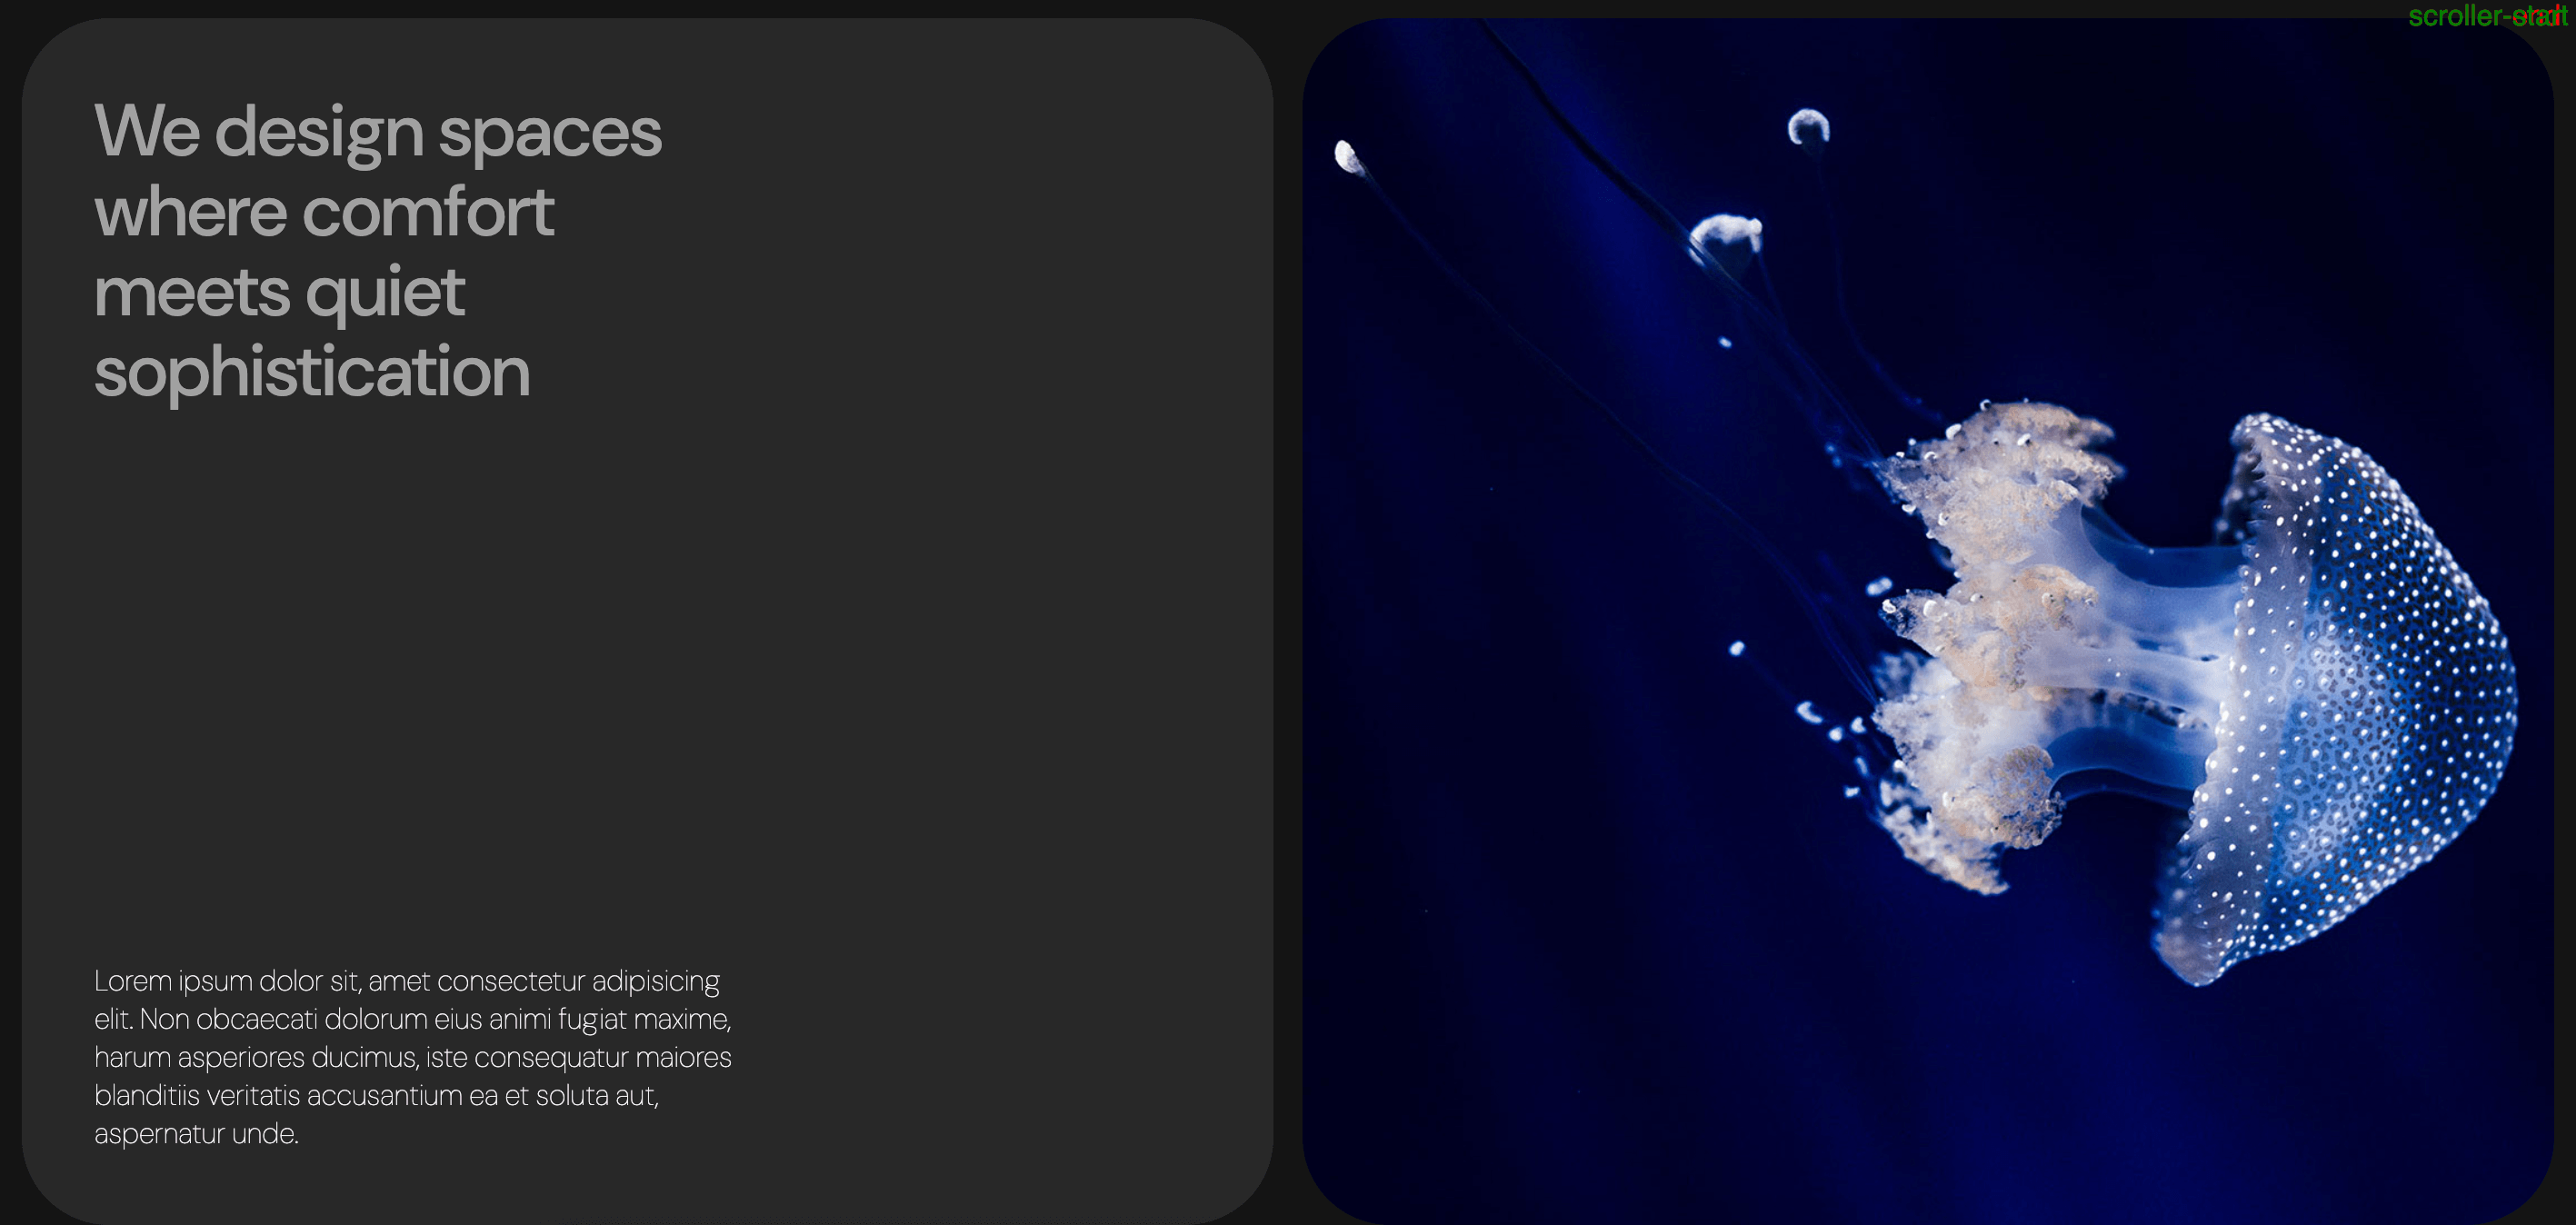 We design spaces
where comfort
meets quiet
sophistication
Lorem ipsum dolor sit, amet consectetur adipisicing
elit. Non obcaecati dolorum eius animi fugiat maxime,
harum asperiores ducimus, iste consequatur maiores
blanditiis veritatis accusantium ea et soluta aut,
aspernatur unde.
scroller-start